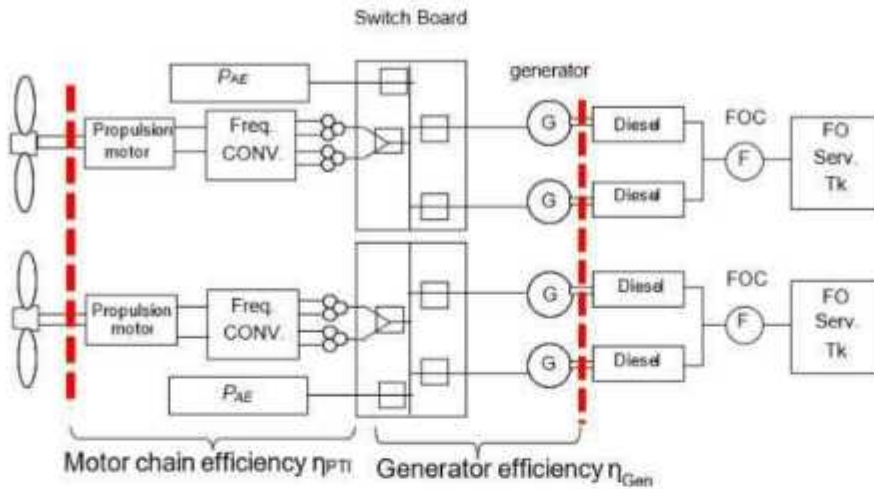 Switch Board
generator
PAE
Propulsion
motor
Freq.
CONV.
G
Diesel
FOC
F
FO
Serv.
Tk
G
Diesel
Propulsion
motor
Freq.
CONV.
G
Diesel
FOC
F
FO
Serv.
Tk
G
Diesel
PAE
Motor chain efficiency ηPTI
Generator efficiency ηGen